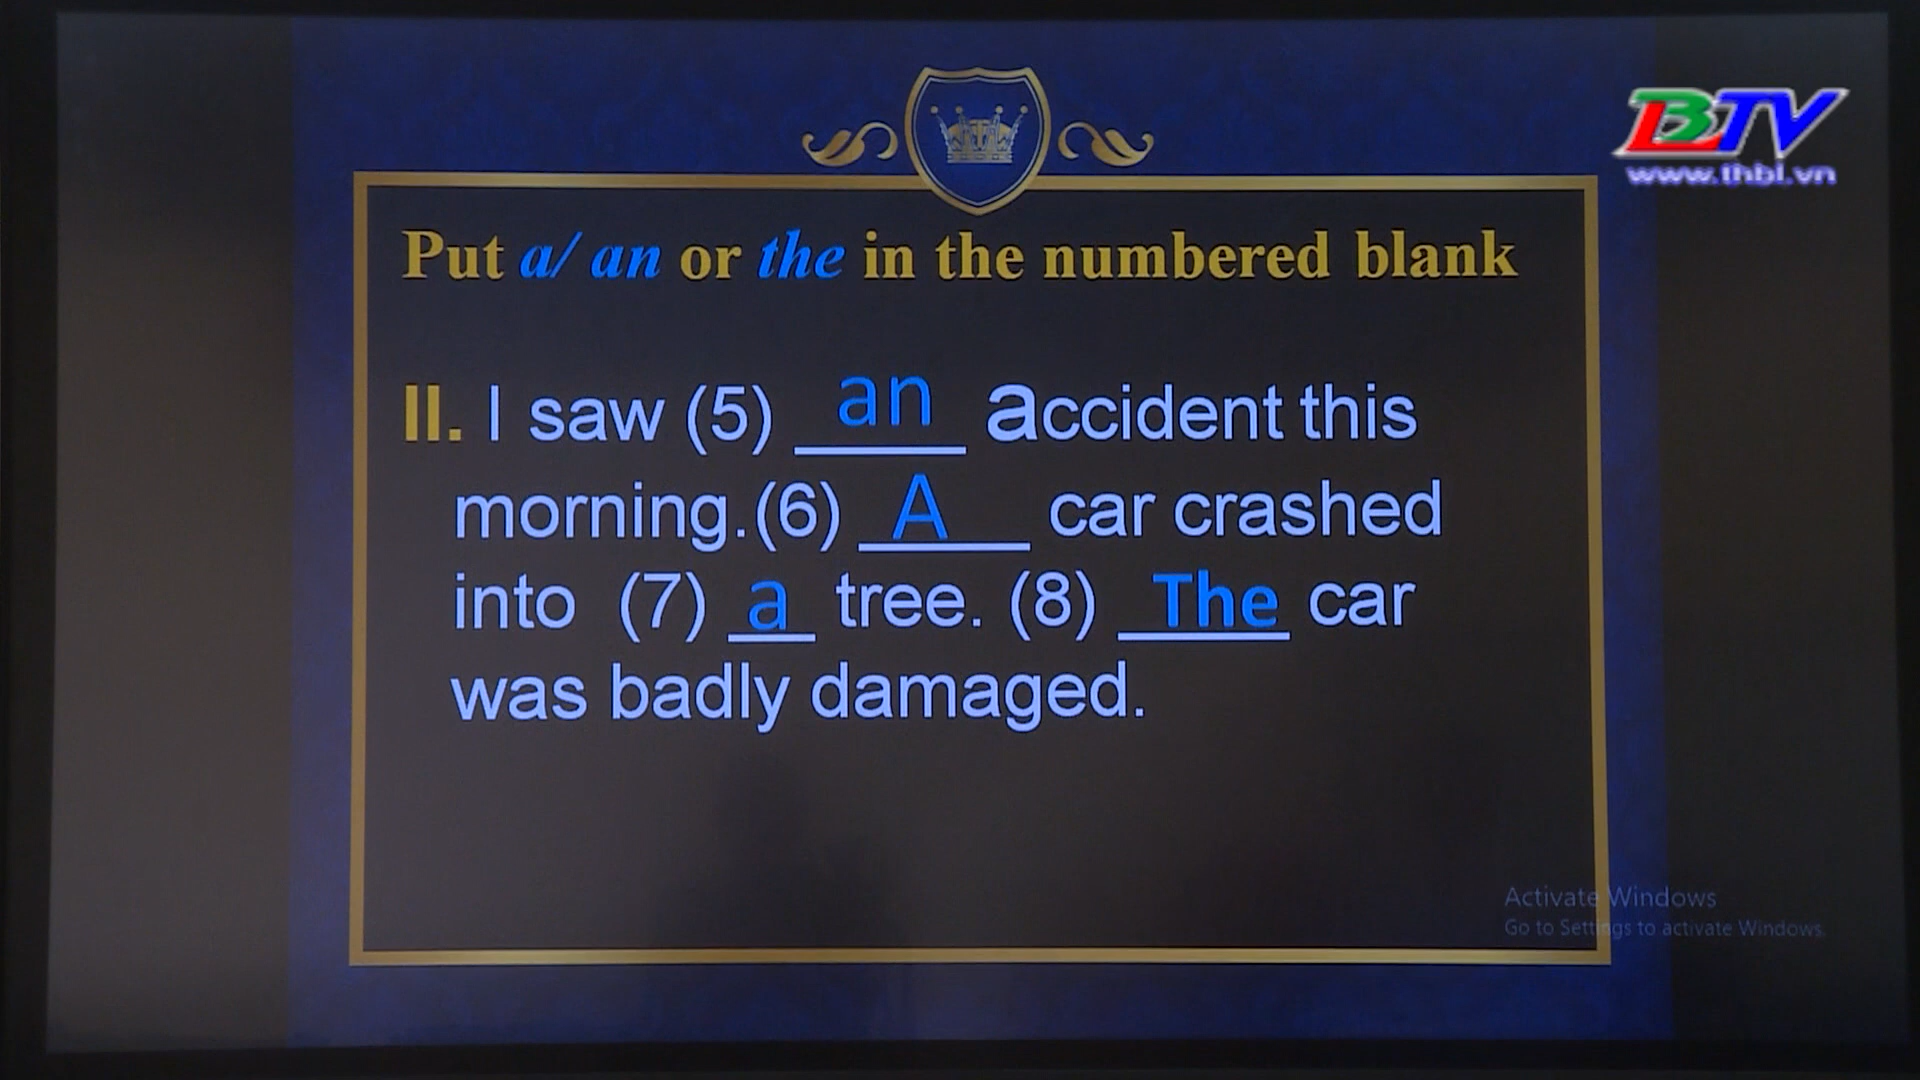 BTV
www.thbl.vn
Put a/ an or the in the numbered blank
II. I saw (5) an accident this
morning.(6) A car crashed
into (7) a tree. (8) The car
was badly damaged.
Activate Windows
Go to Settings to activate Windows.